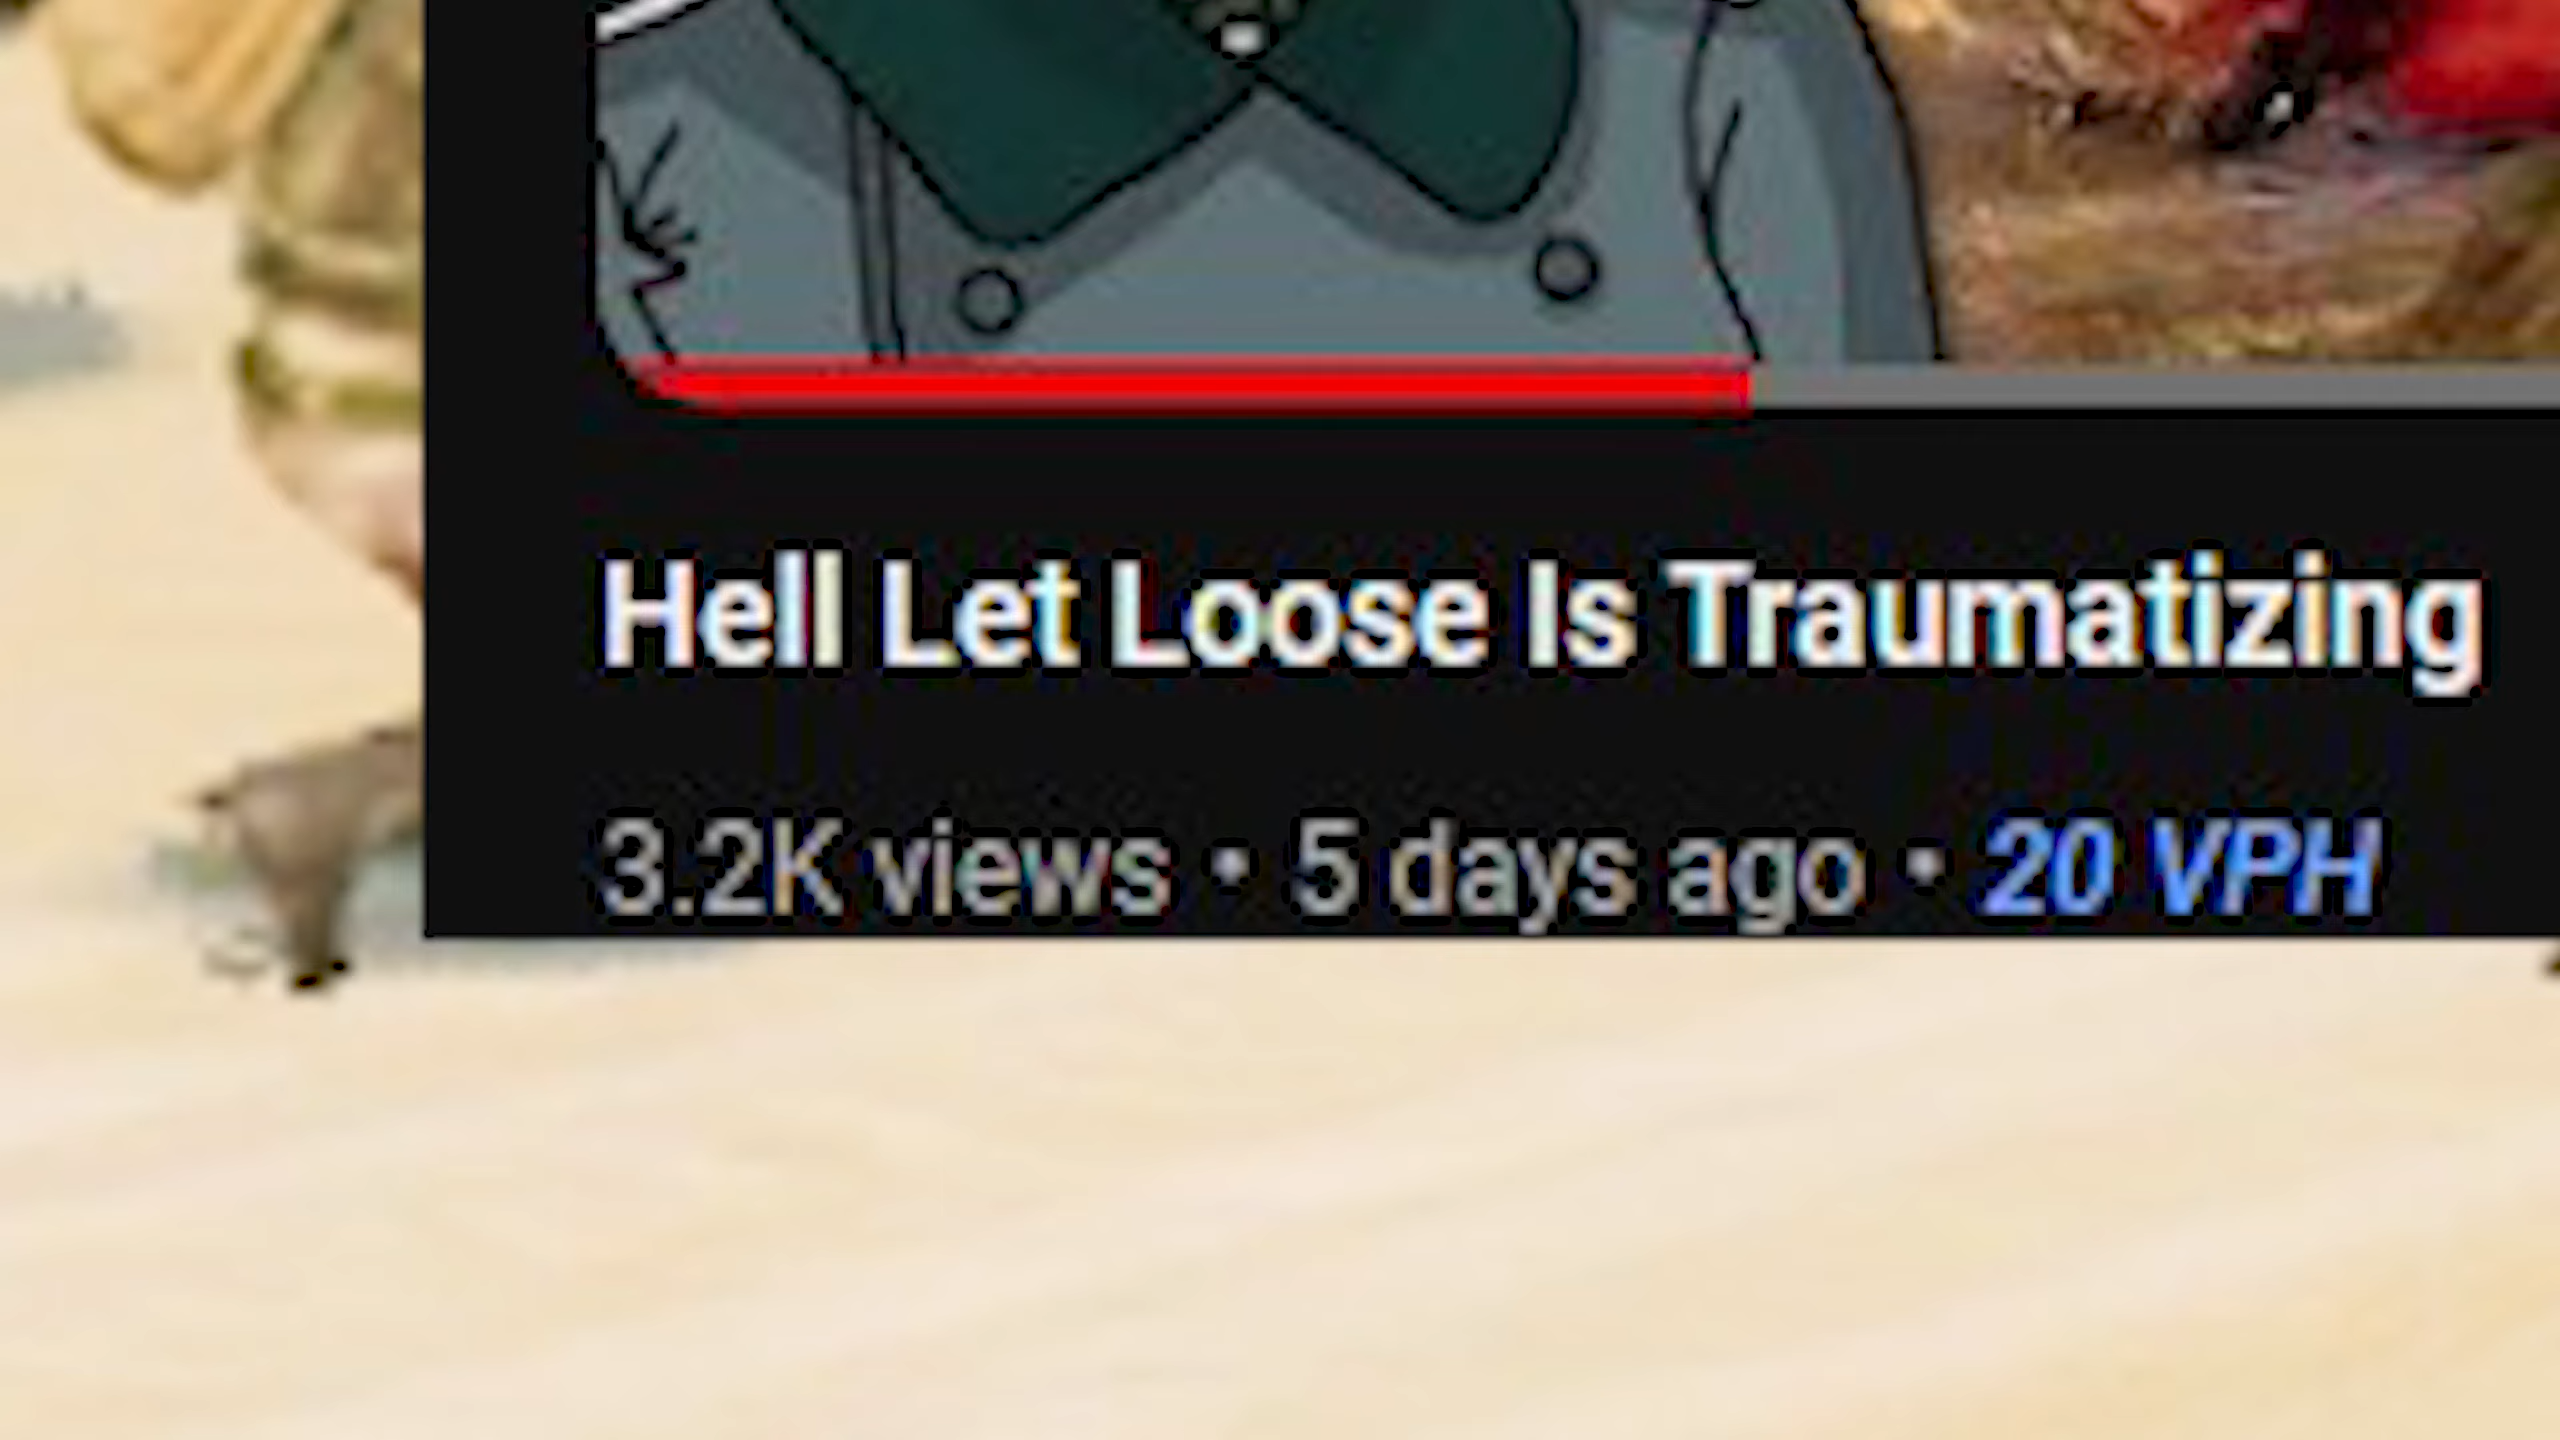 Hell Let Loose Is Traumatizing
3.2K views • 5 days ago • 20 VPH